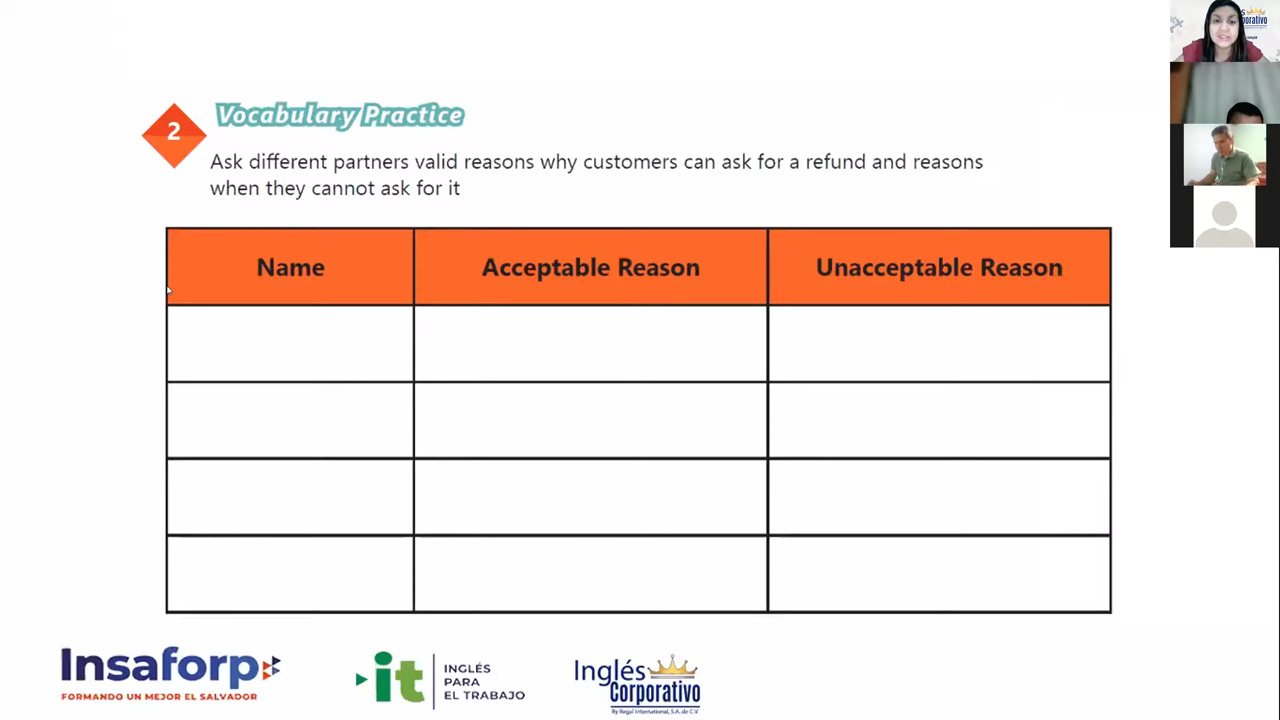 2
Vocabulary Practice
Ask different partners valid reasons why customers can ask for a refund and reasons
when they cannot ask for it
Name
Acceptable Reason
Unacceptable Reason
Insaforp
FORMANDO UN MEJOR EL SALVADOR
it
INGLÉS
PARA
EL TRABAJO
Inglés
Corporativo
By Regal International, S.A. de C.V.